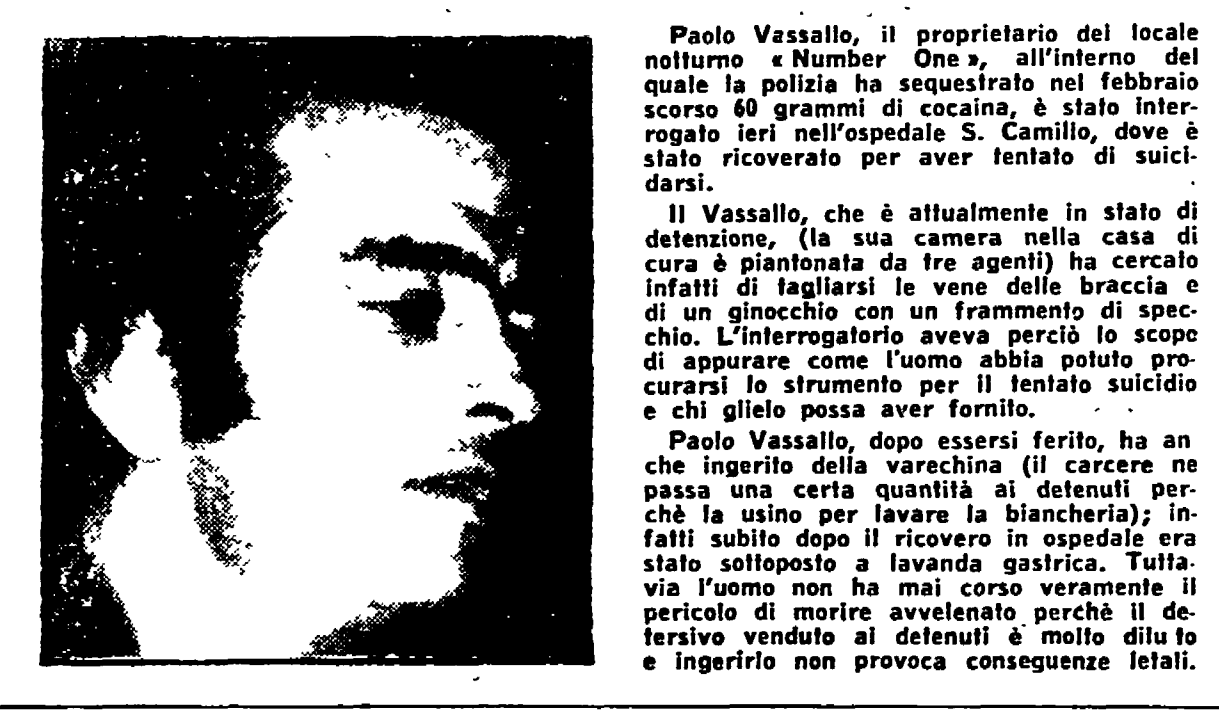 Paolo Vassallo, il proprietario del locale
notturno « Number One », all'interno del
quale la polizia ha sequestrato nel febbraio
scorso 60 grammi di cocaina, è stato inter-
rogato ieri nell'ospedale S. Camillo, dove è
stato ricoverato per aver tentato di suici-
darsi.
Il Vassallo, che è attualmente in stato di
detenzione, (la sua camera nella casa di
cura è piantonata da tre agenti) ha cercato
infatti di tagliarsi le vene delle braccia e
di un ginocchio con un frammento di spec-
chio. L'interrogatorio aveva perciò lo scopo
di appurare come l'uomo abbia potuto pro-
curarsi lo strumento per il tentato suicidio
e chi glielo possa aver fornito.
Paolo Vassallo, dopo essersi ferito, ha an
che ingerito della varechina (il carcere ne
passa una certa quantità ai detenuti per-
chè la usino per lavare la biancheria); in-
fatti subito dopo il ricovero in ospedale era
stato sottoposto a lavanda gastrica. Tutta-
via l'uomo non ha mai corso veramente il
pericolo di morire avvelenato perchè il de-
tersivo venduto ai detenuti è molto diluito
e ingerirlo non provoca conseguenze letali.